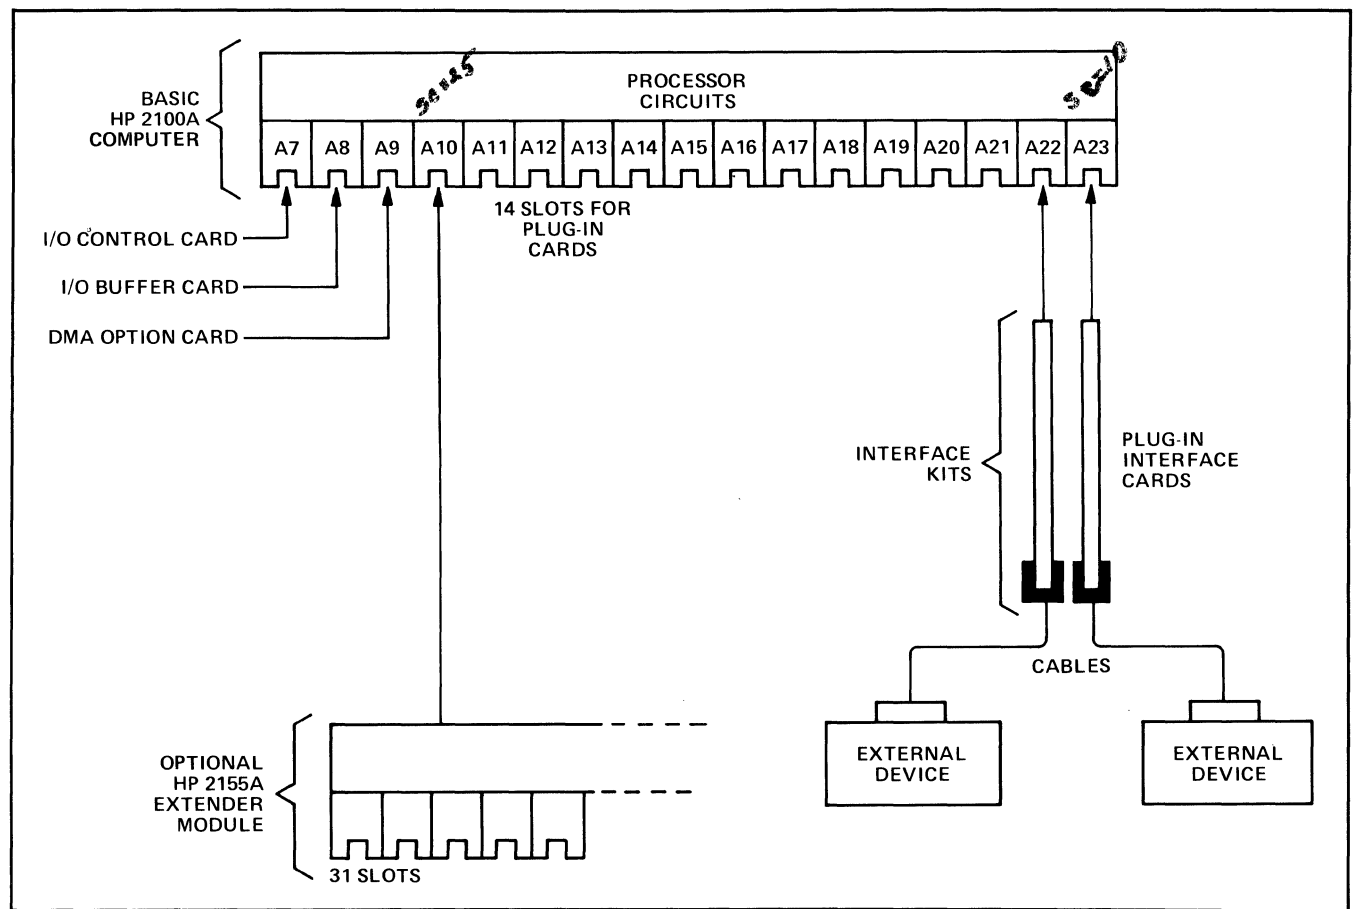 PROCESSOR
CIRCUITS
BASIC
HP 2100A
COMPUTER
A7 A8 A9 A10 A11 A12 A13 A14 A15 A16 A17 A18 A19 A20 A21 A22 A23
14 SLOTS FOR
PLUG-IN
CARDS
I/O CONTROL CARD
I/O BUFFER CARD
DMA OPTION CARD
INTERFACE
KITS
PLUG-IN
INTERFACE
CARDS
CABLES
OPTIONAL
HP 2155A
EXTENDER
MODULE
31 SLOTS
EXTERNAL
DEVICE
EXTERNAL
DEVICE